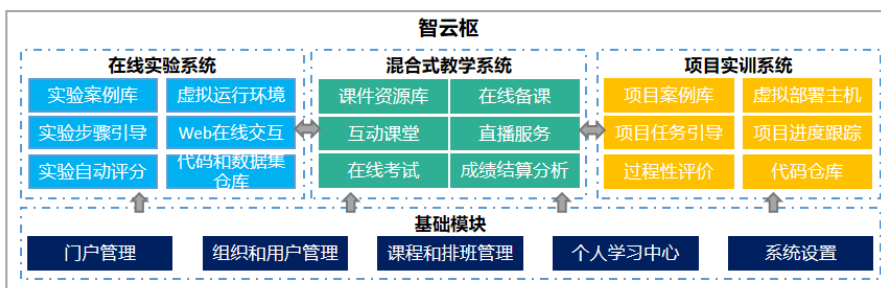 智云枢
在线实验系统
混合式教学系统
项目实训系统
实验案例库
虚拟运行环境
课件资源库
在线备课
项目案例库
虚拟部署主机
实验步骤引导
Web在线交互
互动课堂
直播服务
项目任务引导
项目进度跟踪
实验自动评分
代码和数据集
仓库
在线考试
成绩结算分析
过程性评价
代码仓库
基础模块
门户管理
组织和用户管理
课程和排班管理
个人学习中心
系统设置